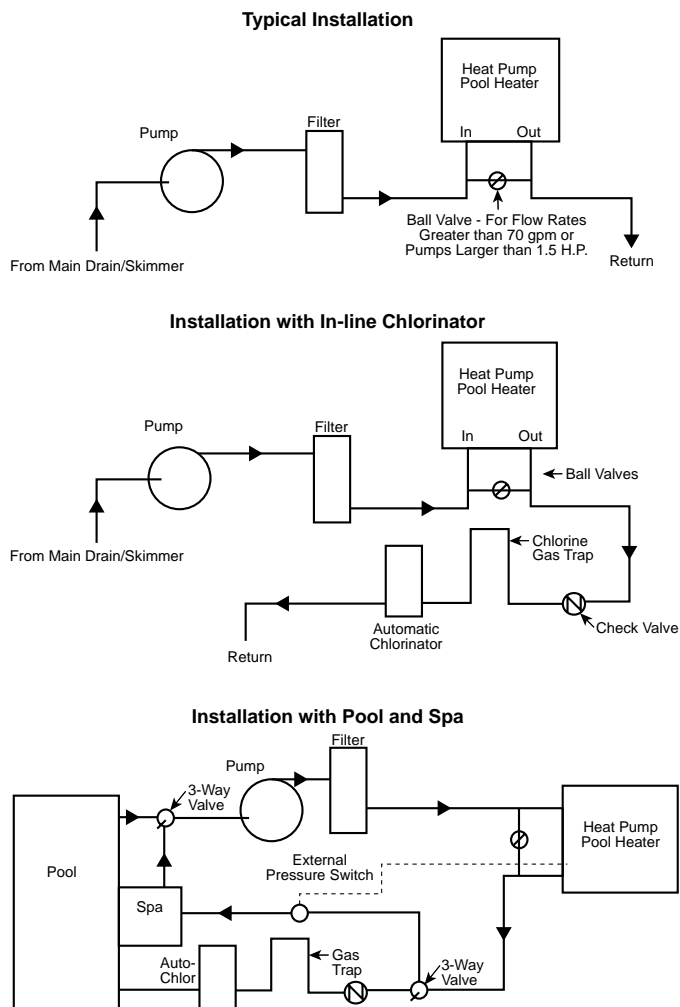 Typical Installation
Heat Pump
Pool Heater
Filter
Pump
In Out
Ball Valve - For Flow Rates
Greater than 70 gpm or
Pumps Larger than 1.5 H.P.
From Main Drain/Skimmer
Return
Installation with In-line Chlorinator
Heat Pump
Pool Heater
Pump
Filter
In Out
Ball Valves
From Main Drain/Skimmer
Chlorine
Gas Trap
Automatic
Chlorinator
Check Valve
Return
Installation with Pool and Spa
Filter
Pump
3-Way
Valve
Heat Pump
Pool Heater
External
Pressure Switch
Pool
Spa
Auto-
Chlor
Gas
Trap
3-Way
Valve